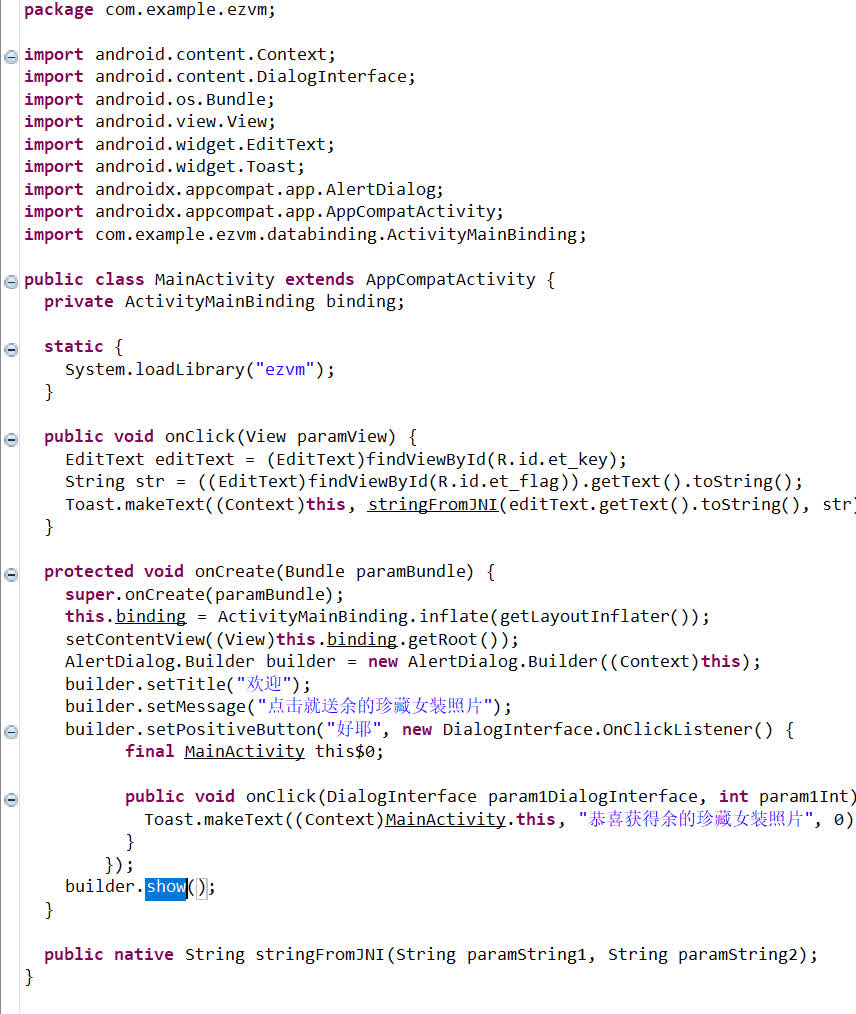 package com.example.ezvm;
import android.content.Context;
import android.content.DialogInterface;
import android.os.Bundle;
import android.view.View;
import android.widget.EditText;
import android.widget.Toast;
import androidx.appcompat.app.AlertDialog;
import androidx.appcompat.app.AppCompatActivity;
import com.example.ezvm.databinding.ActivityMainBinding;
public class MainActivity extends AppCompatActivity {
private ActivityMainBinding binding;
static {
System.loadLibrary("ezvm");
}
public void onClick(View paramView) {
EditText editText = (EditText)findViewById(R.id.et_key);
String str = ((EditText)findViewById(R.id.et_flag)).getText().toString();
Toast.makeText((Context)this, stringFromJNI(editText.getText().toString(), str)
}
protected void onCreate(Bundle paramBundle) {
super.onCreate(paramBundle);
this.binding = ActivityMainBinding.inflate(getLayoutInflater());
setContentView((View)this.binding.getRoot());
AlertDialog.Builder builder = new AlertDialog.Builder((Context)this);
builder.setTitle("欢迎");
builder.setMessage("点击就送余的珍藏女装照片");
builder.setPositiveButton("好耶", new DialogInterface.OnClickListener() {
final MainActivity this$0;
public void onClick(DialogInterface param1DialogInterface, int param1Int)
Toast.makeText((Context)MainActivity.this, "恭喜获得余的珍藏女装照片", 0)
}
});
builder.show();
}
public native String stringFromJNI(String paramString1, String paramString2);
}